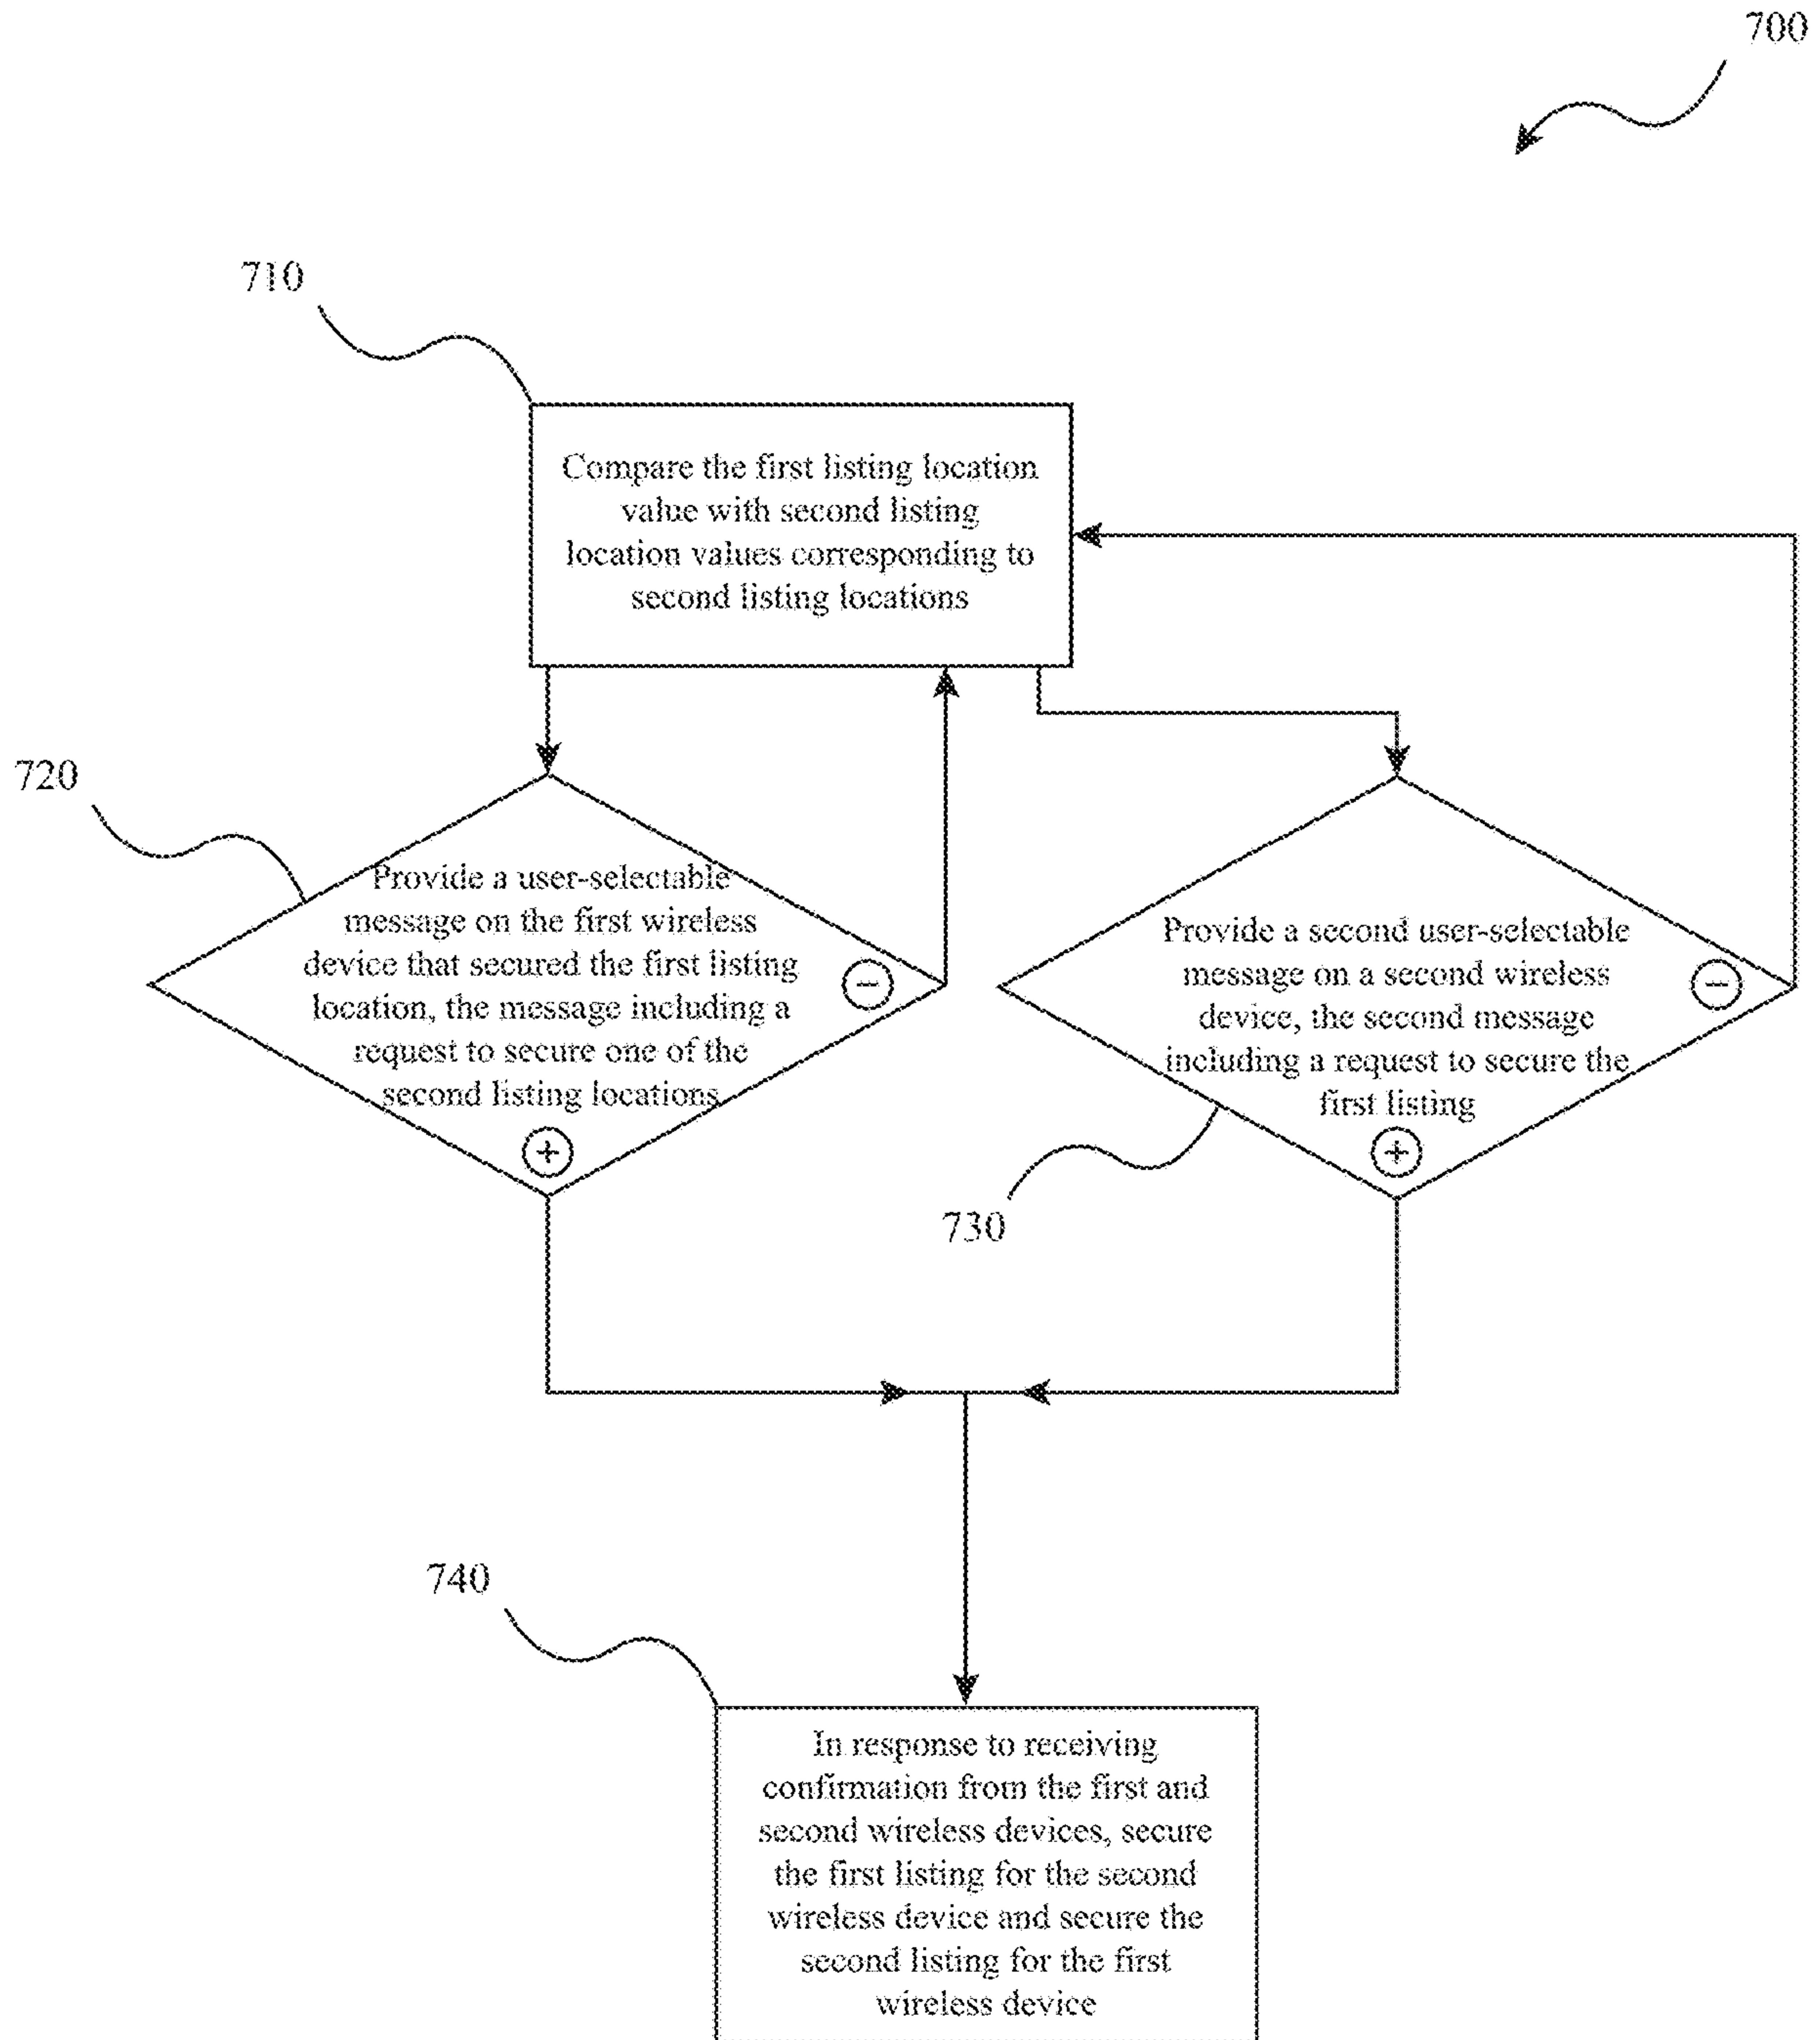 700
710
Compare the first listing location
value with second listing
location values corresponding to
second listing locations
720
Provide a user-selectable
message on the first wireless
device that secured the first listing
location, the message including a
request to secure one of the
second listing locations
−
+
Provide a second user-selectable
message on a second wireless
device, the second message
including a request to secure the
first listing
−
+
730
740
In response to receiving
confirmation from the first and
second wireless devices, secure
the first listing for the second
wireless device and secure the
second listing for the first
wireless device